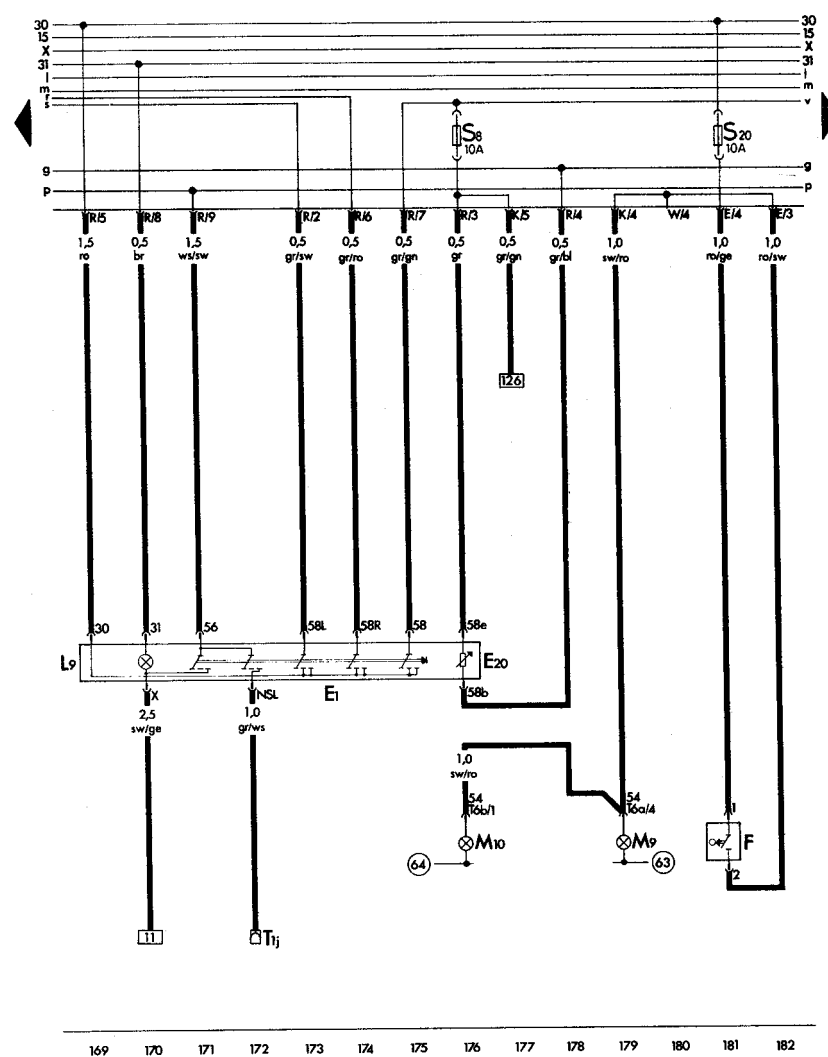 30 30
15 15
X X
31 31
l l
m m
r
s v
S8 10A S20 10A
g g
p p
R/5 R/8 R/9 R/2 R/6 R/7 R/3 K/5 R/4 K/4 W/4 E/4 E/3
1,5 0,5 1,5 0,5 0,5 0,5 0,5 0,5 0,5 1,0 1,0 1,0
ro br ws/sw gr/sw gr/ro gr/gn gr gr/gn gr/bl sw/ro ro/ge ro/sw
126
30 31 56 58L 58R 58 58e
L9 E20
X NSL E1 58b
2,5 1,0
sw/ge gr/ws
1,0
sw/ro
54 54
T6b/1 T6a/4 1
M10 M9 F
64 63 2
11 T1j
169 170 171 172 173 174 175 176 177 178 179 180 181 182